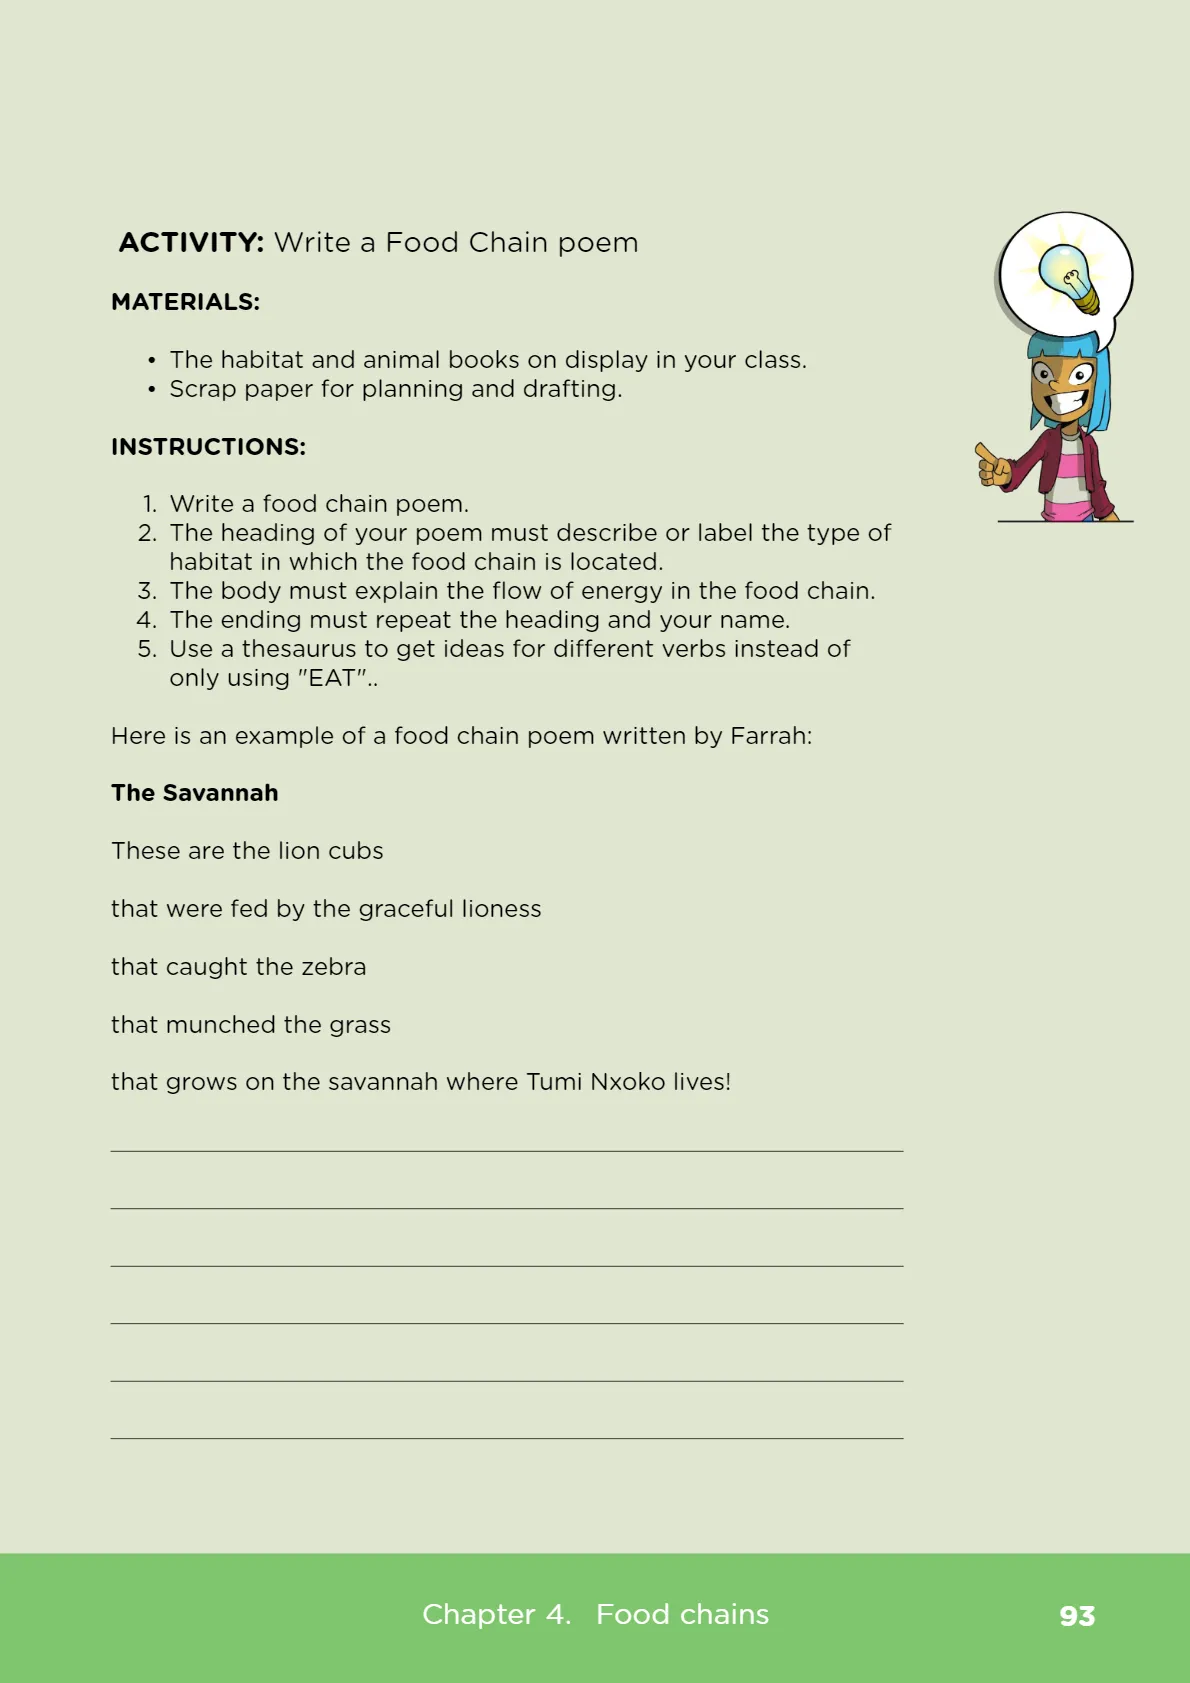 ACTIVITY: Write a Food Chain poem
MATERIALS:
• The habitat and animal books on display in your class.
• Scrap paper for planning and drafting.
INSTRUCTIONS:
1. Write a food chain poem.
2. The heading of your poem must describe or label the type of
habitat in which the food chain is located.
3. The body must explain the flow of energy in the food chain.
4. The ending must repeat the heading and your name.
5. Use a thesaurus to get ideas for different verbs instead of
only using "EAT"..
Here is an example of a food chain poem written by Farrah:
The Savannah
These are the lion cubs
that were fed by the graceful lioness
that caught the zebra
that munched the grass
that grows on the savannah where Tumi Nxoko lives!
Chapter 4. Food chains 93